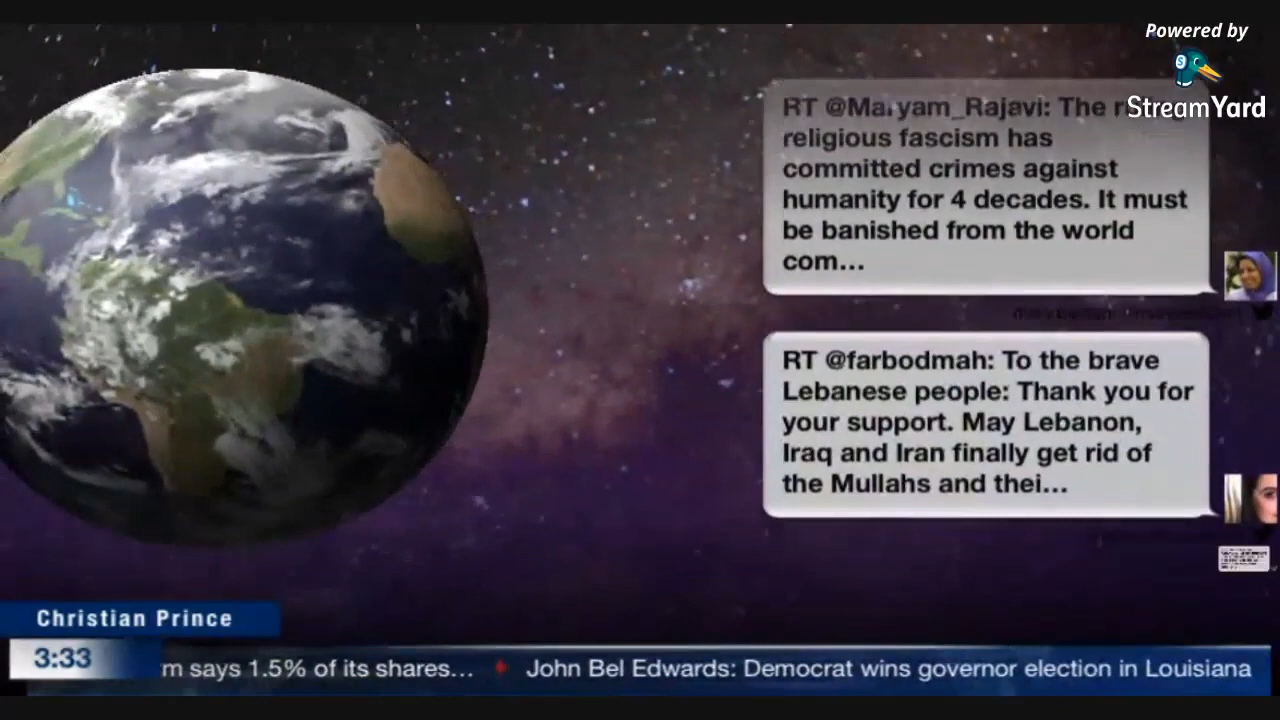 Powered by
StreamYard
RT @Maryam_Rajavi: The
religious fascism has
committed crimes against
humanity for 4 decades. It must
be banished from the world
com...
RT @farbodmah: To the brave
Lebanese people: Thank you for
your support. May Lebanon,
Iraq and Iran finally get rid of
the Mullahs and thei...
Christian Prince
3:33
m says 1.5% of its shares... ♦ John Bel Edwards: Democrat wins governor election in Louisiana